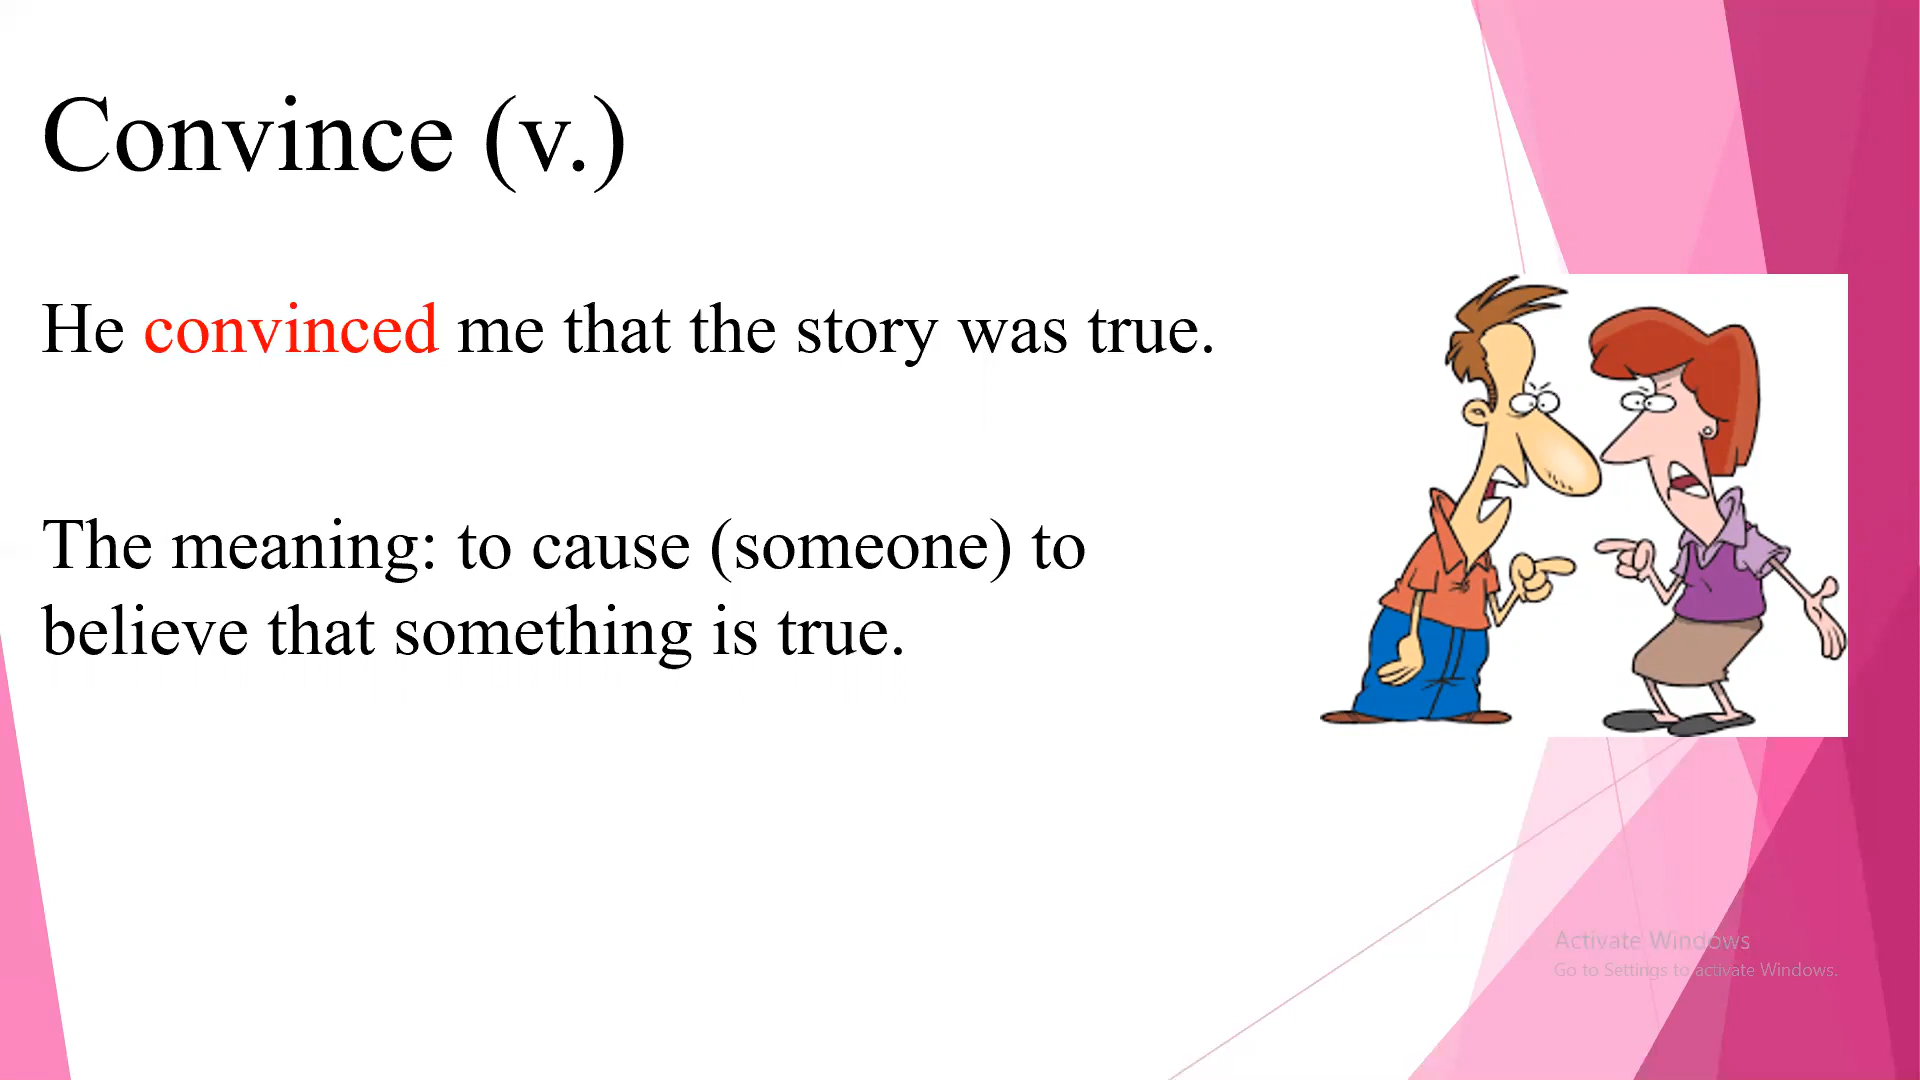 Convince (v.)
He convinced me that the story was true.
The meaning: to cause (someone) to
believe that something is true.
Activate Windows
Go to Settings to activate Windows.